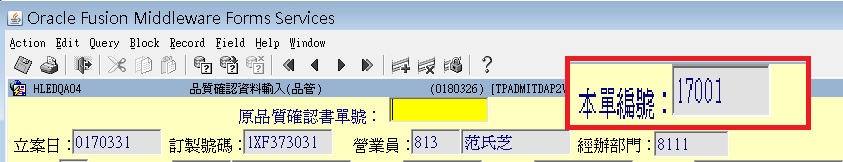 Oracle Fusion Middleware Forms Services
Action Edit Query Block Record Field Help Window
HLEDQA04 品質確認資料輸入(品管) (0180326) [TPADMITDAP2V
本單編號：17001
原品質確認書單號：
立案日：0170331 訂製號碼：1XF373031 營業員：813 范氏芝 經辦部門：8111